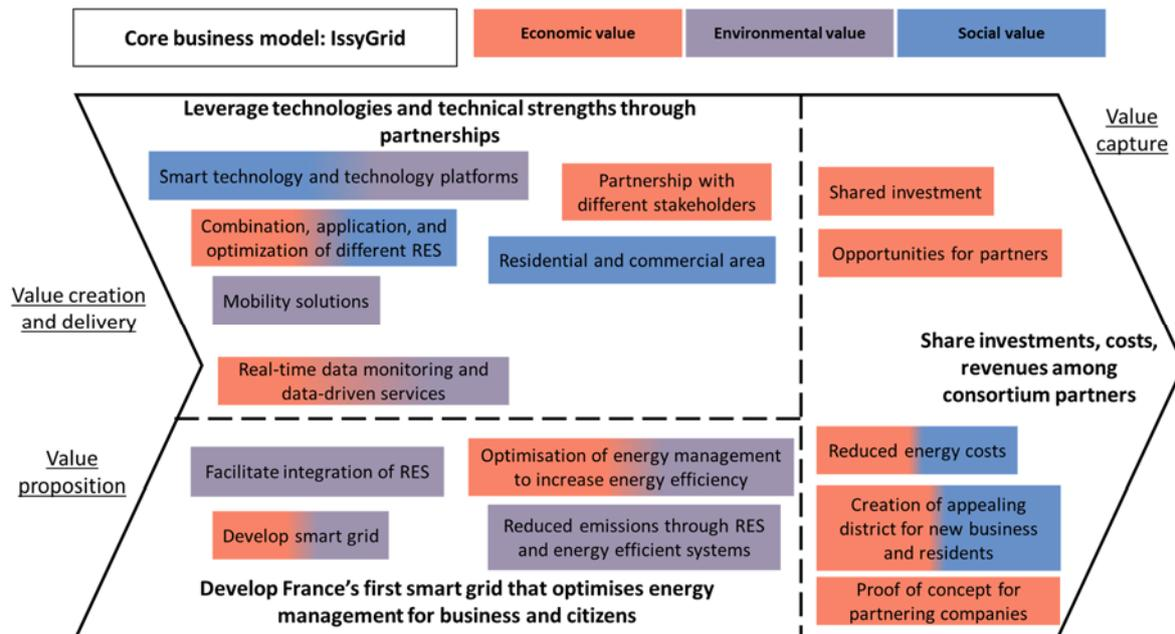 Core business model: IssyGrid
Economic value
Environmental value
Social value
Leverage technologies and technical strengths through
partnerships
Value
capture
Smart technology and technology platforms
Partnership with
different stakeholders
Shared investment
Combination, application, and
optimization of different RES
Residential and commercial area
Opportunities for partners
Mobility solutions
Value creation
and delivery
Share investments, costs,
revenues among
consortium partners
Real-time data monitoring and
data-driven services
Value
proposition
Facilitate integration of RES
Optimisation of energy management
to increase energy efficiency
Reduced energy costs
Develop smart grid
Reduced emissions through RES
and energy efficient systems
Creation of appealing
district for new business
and residents
Develop France's first smart grid that optimises energy
management for business and citizens
Proof of concept for
partnering companies